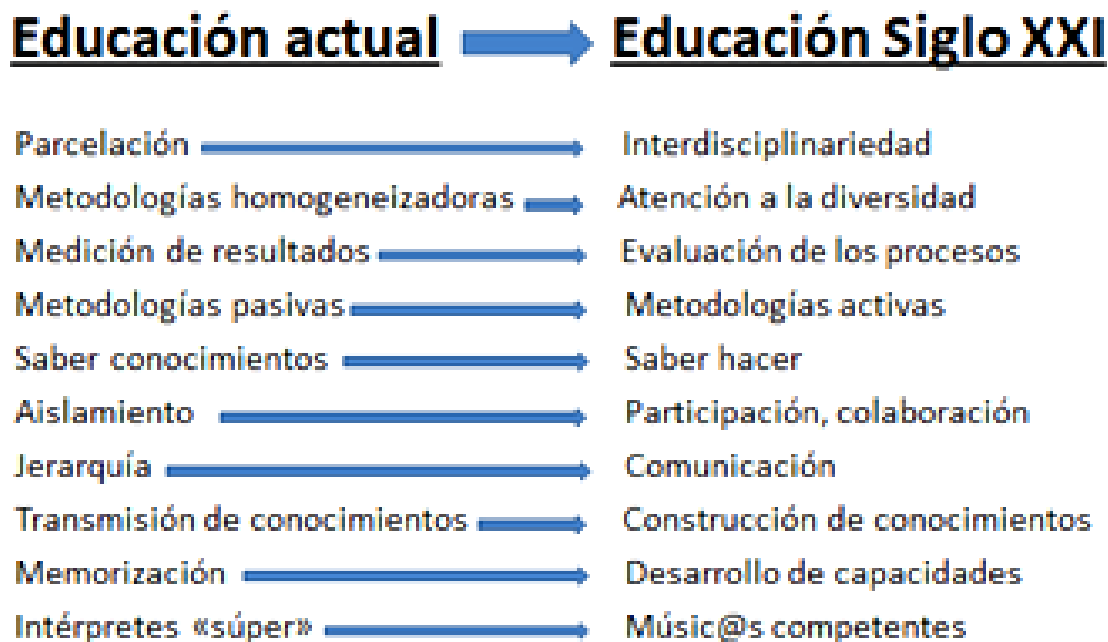 Educación actual Educación Siglo XXI
Parcelación Interdisciplinariedad
Metodologías homogeneizadoras Atención a la diversidad
Medición de resultados Evaluación de los procesos
Metodologías pasivas Metodologías activas
Saber conocimientos Saber hacer
Aislamiento Participación, colaboración
Jerarquía Comunicación
Transmisión de conocimientos Construcción de conocimientos
Memorización Desarrollo de capacidades
Intérpretes «súper» Músic@s competentes